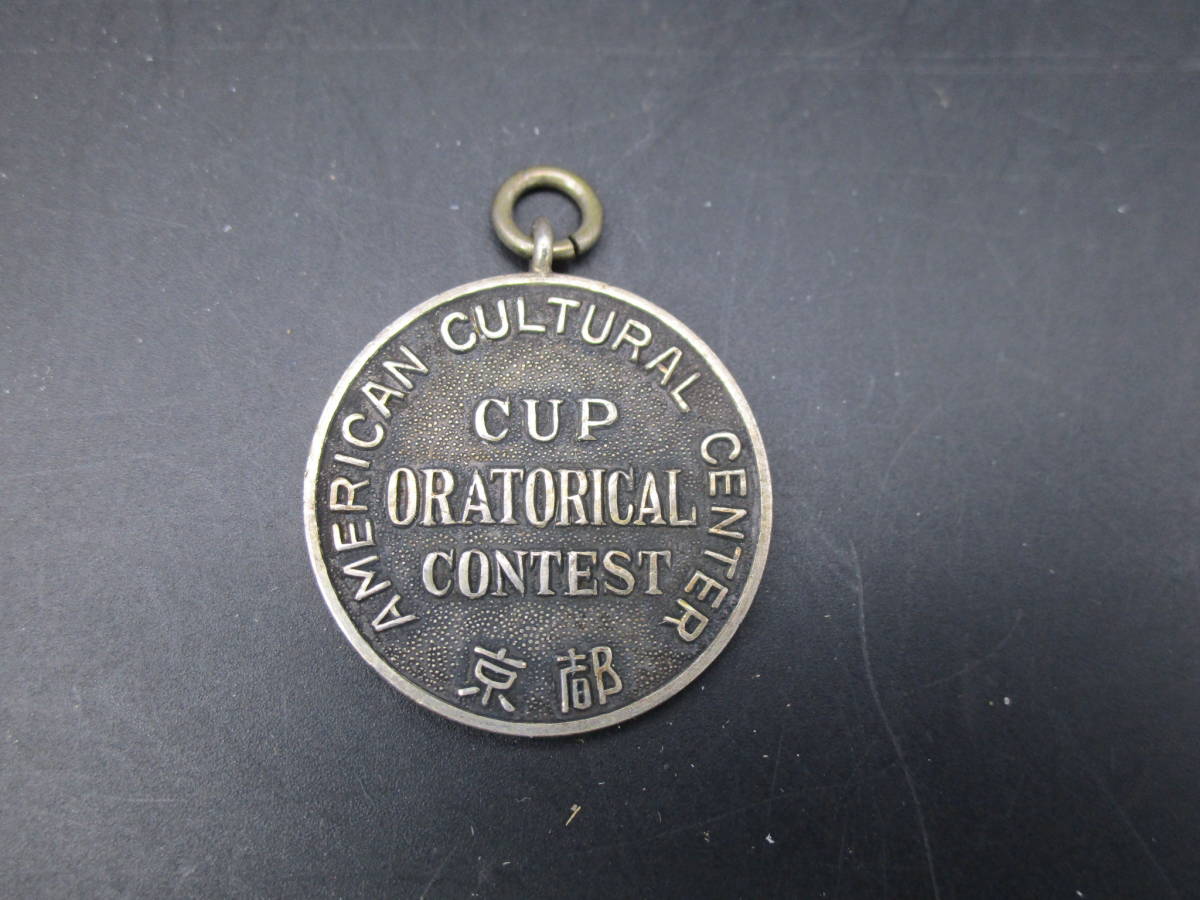 AMERICAN CULTURAL CENTER
CUP
ORATORICAL
CONTEST
京都